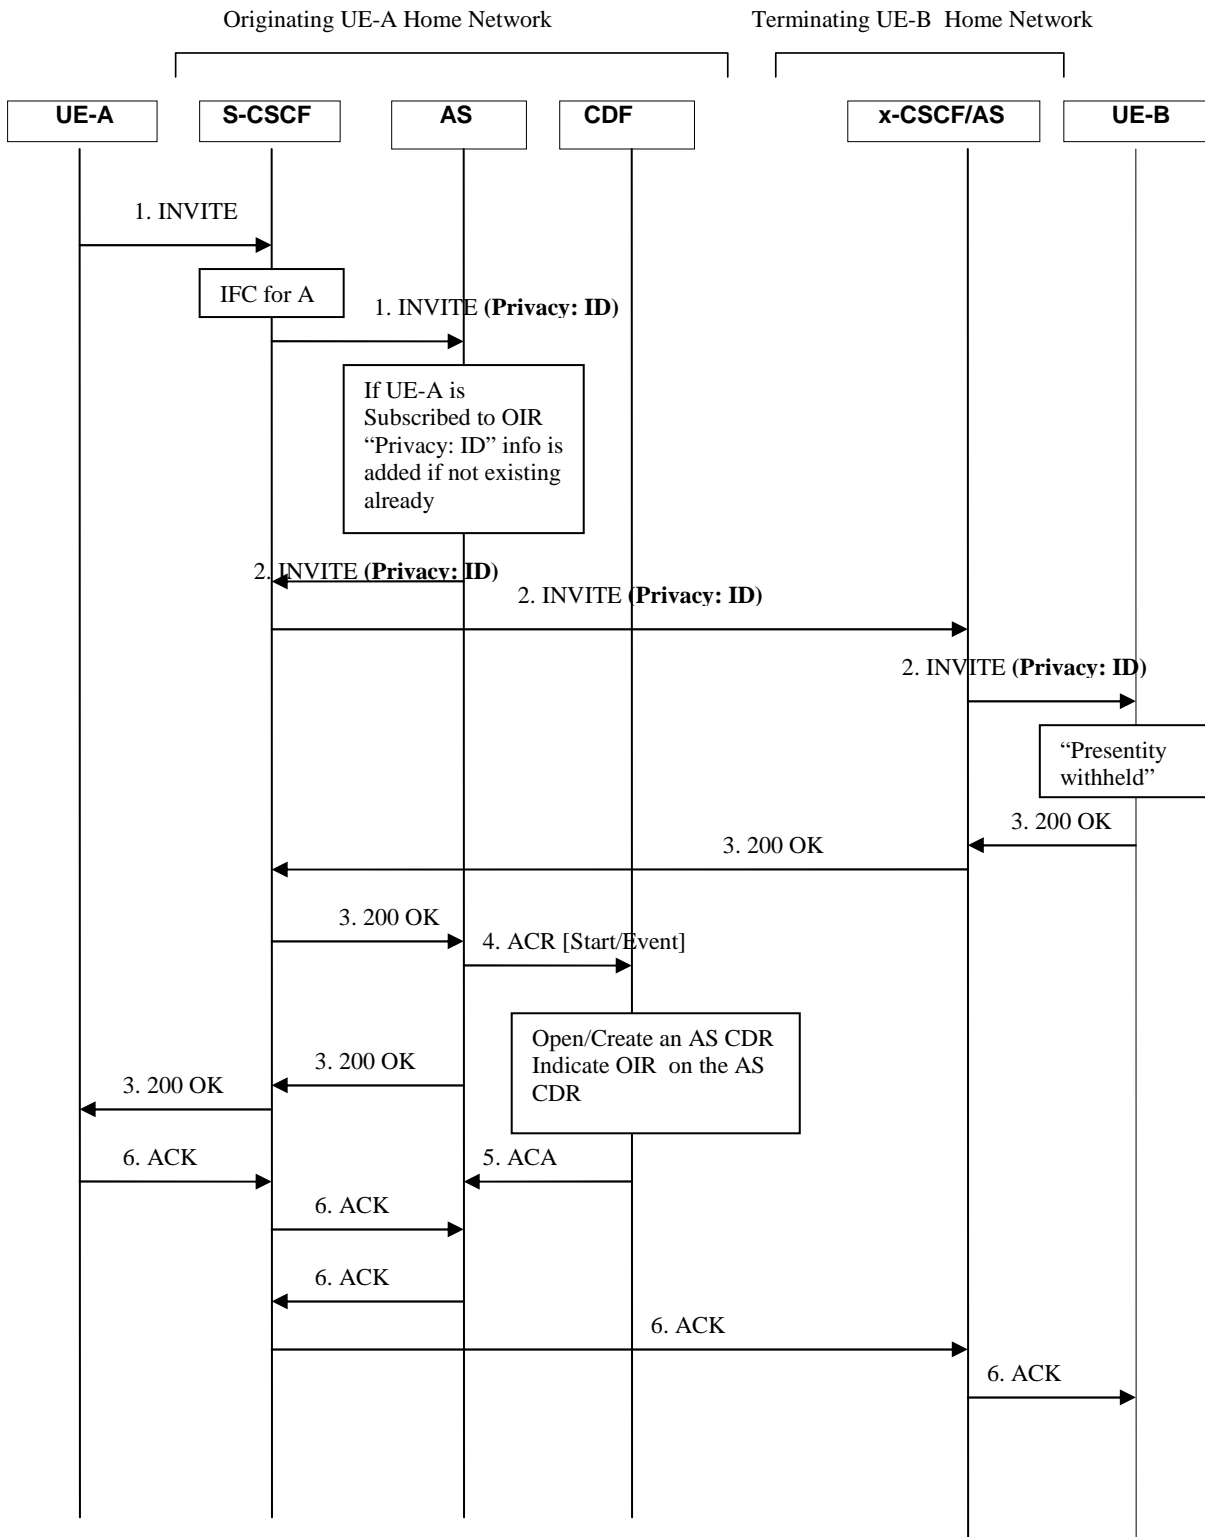 Originating UE-A Home Network
Terminating UE-B  Home Network
UE-A
S-CSCF
AS
CDF
x-CSCF/AS
UE-B
1. INVITE
IFC for A
1. INVITE (Privacy: ID)
If UE-A is
Subscribed to OIR
“Privacy: ID” info is
added if not existing
already
2. INVITE (Privacy: ID)
2. INVITE (Privacy: ID)
2. INVITE (Privacy: ID)
“Presentity
withheld”
3. 200 OK
3. 200 OK
3. 200 OK
4. ACR [Start/Event]
Open/Create an AS CDR
Indicate OIR  on the AS
CDR
3. 200 OK
3. 200 OK
6. ACK
5. ACA
6. ACK
6. ACK
6. ACK
6. ACK